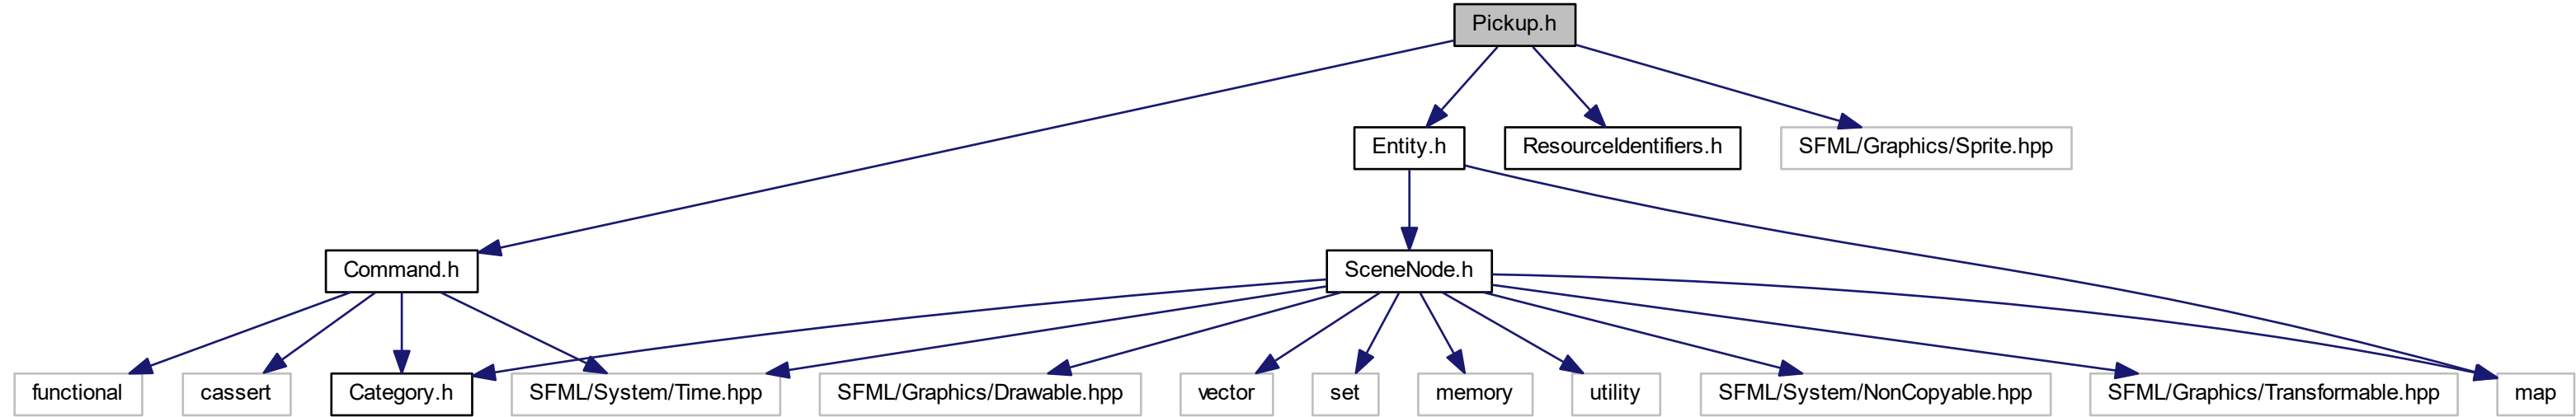 Pickup.h
Entity.h
ResourceIdentifiers.h
SFML/Graphics/Sprite.hpp
Command.h
SceneNode.h
functional
cassert
Category.h
SFML/System/Time.hpp
SFML/Graphics/Drawable.hpp
vector
set
memory
utility
SFML/System/NonCopyable.hpp
SFML/Graphics/Transformable.hpp
map